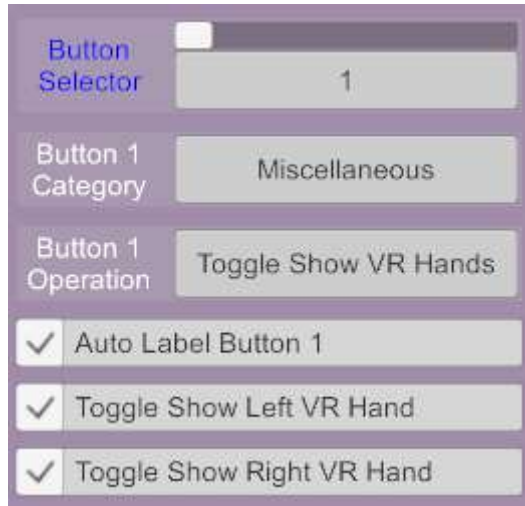 Button
Selector
1
Button 1
Category
Miscellaneous
Button 1
Operation
Toggle Show VR Hands
Auto Label Button 1
Toggle Show Left VR Hand
Toggle Show Right VR Hand